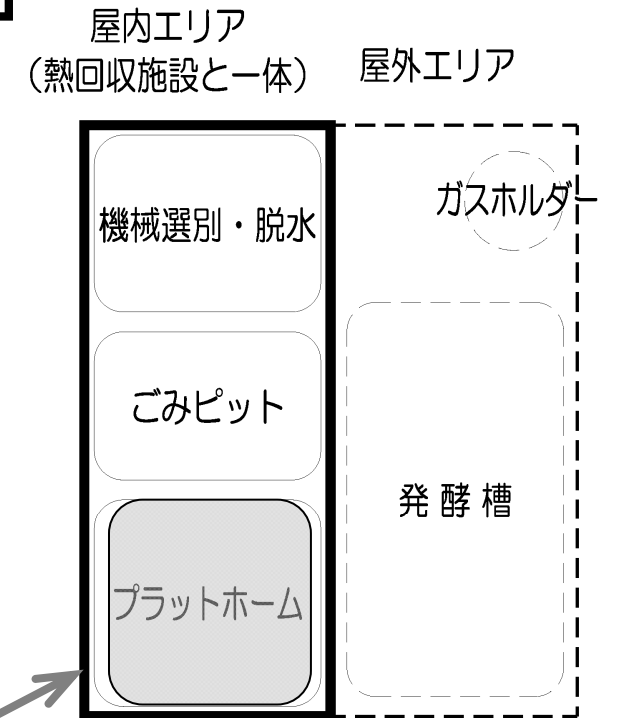 屋内エリア
（熱回収施設と一体）
屋外エリア
機械選別・脱水
ガスホルダー
ごみピット
発酵槽
プラットホーム